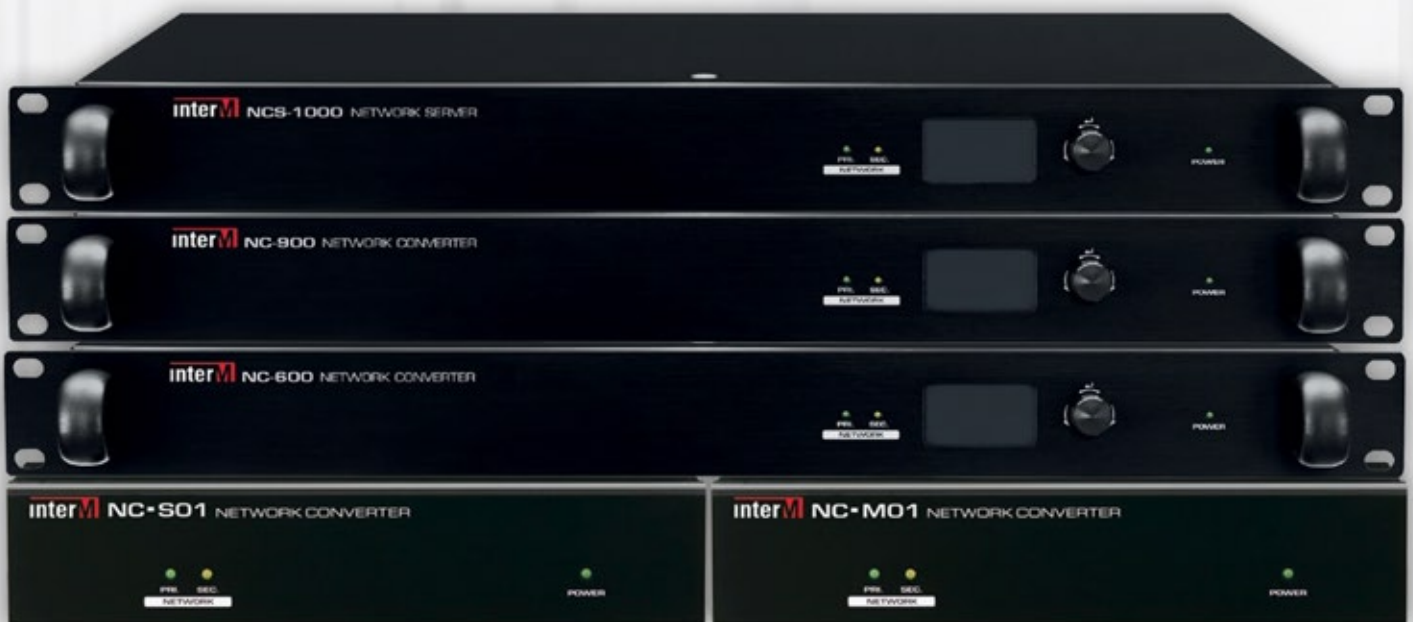 interM NCS-1000 NETWORK SERVER
PRI. SEC.
NETWORK
POWER
interM NC-900 NETWORK CONVERTER
PRI. SEC.
NETWORK
POWER
interM NC-600 NETWORK CONVERTER
PRI. SEC.
NETWORK
POWER
interM NC-S01 NETWORK CONVERTER
PRI. SEC.
NETWORK
POWER
interM NC-M01 NETWORK CONVERTER
PRI. SEC.
NETWORK
POWER